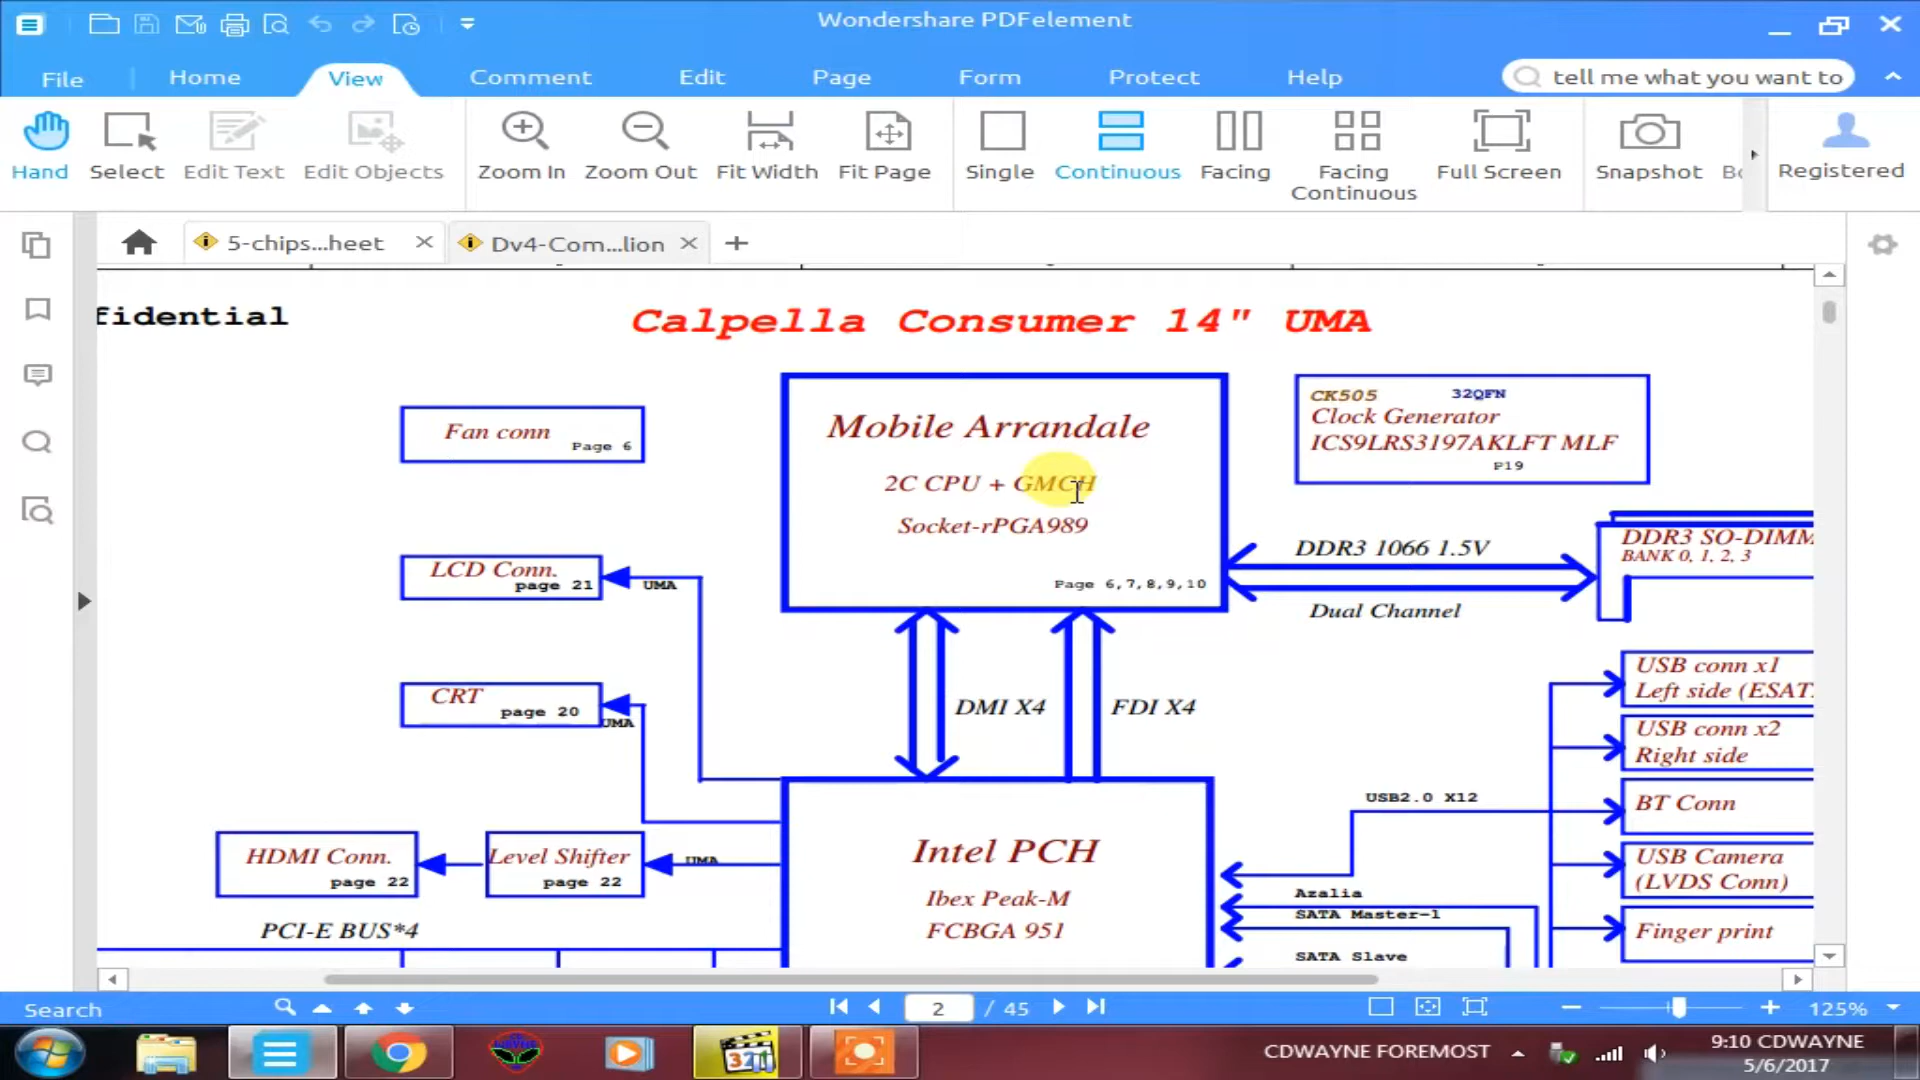 Wondershare PDFelement
File Home View Comment Edit Page Form Protect Help
tell me what you want to
Hand Select Edit Text Edit Objects Zoom In Zoom Out Fit Width Fit Page Single Continuous Facing Facing Continuous Full Screen Snapshot Registered
5-chips...heet
Dv4-Com...lion
fidential
Calpella Consumer 14" UMA
Fan conn
Page 6
Mobile Arrandale
2C CPU + GMCH
Socket-rPGA989
Page 6,7,8,9,10
CK505
32QFN
Clock Generator
ICS9LRS3197AKLFT MLF
P19
LCD Conn.
page 21
UMA
DDR3 1066 1.5V
Dual Channel
DDR3 SO-DIMM
BANK 0, 1, 2, 3
CRT
page 20
UMA
DMI X4
FDI X4
USB conn x1
Left side (ESAT
USB conn x2
Right side
USB2.0 X12
BT Conn
HDMI Conn.
page 22
Level Shifter
page 22
UMA
Intel PCH
Ibex Peak-M
FCBGA 951
Azalia
SATA Master-1
SATA Slave
USB Camera
(LVDS Conn)
Finger print
PCI-E BUS*4
Search
2 / 45
125%
321
CDWAYNE FOREMOST
9:10 CDWAYNE
5/6/2017